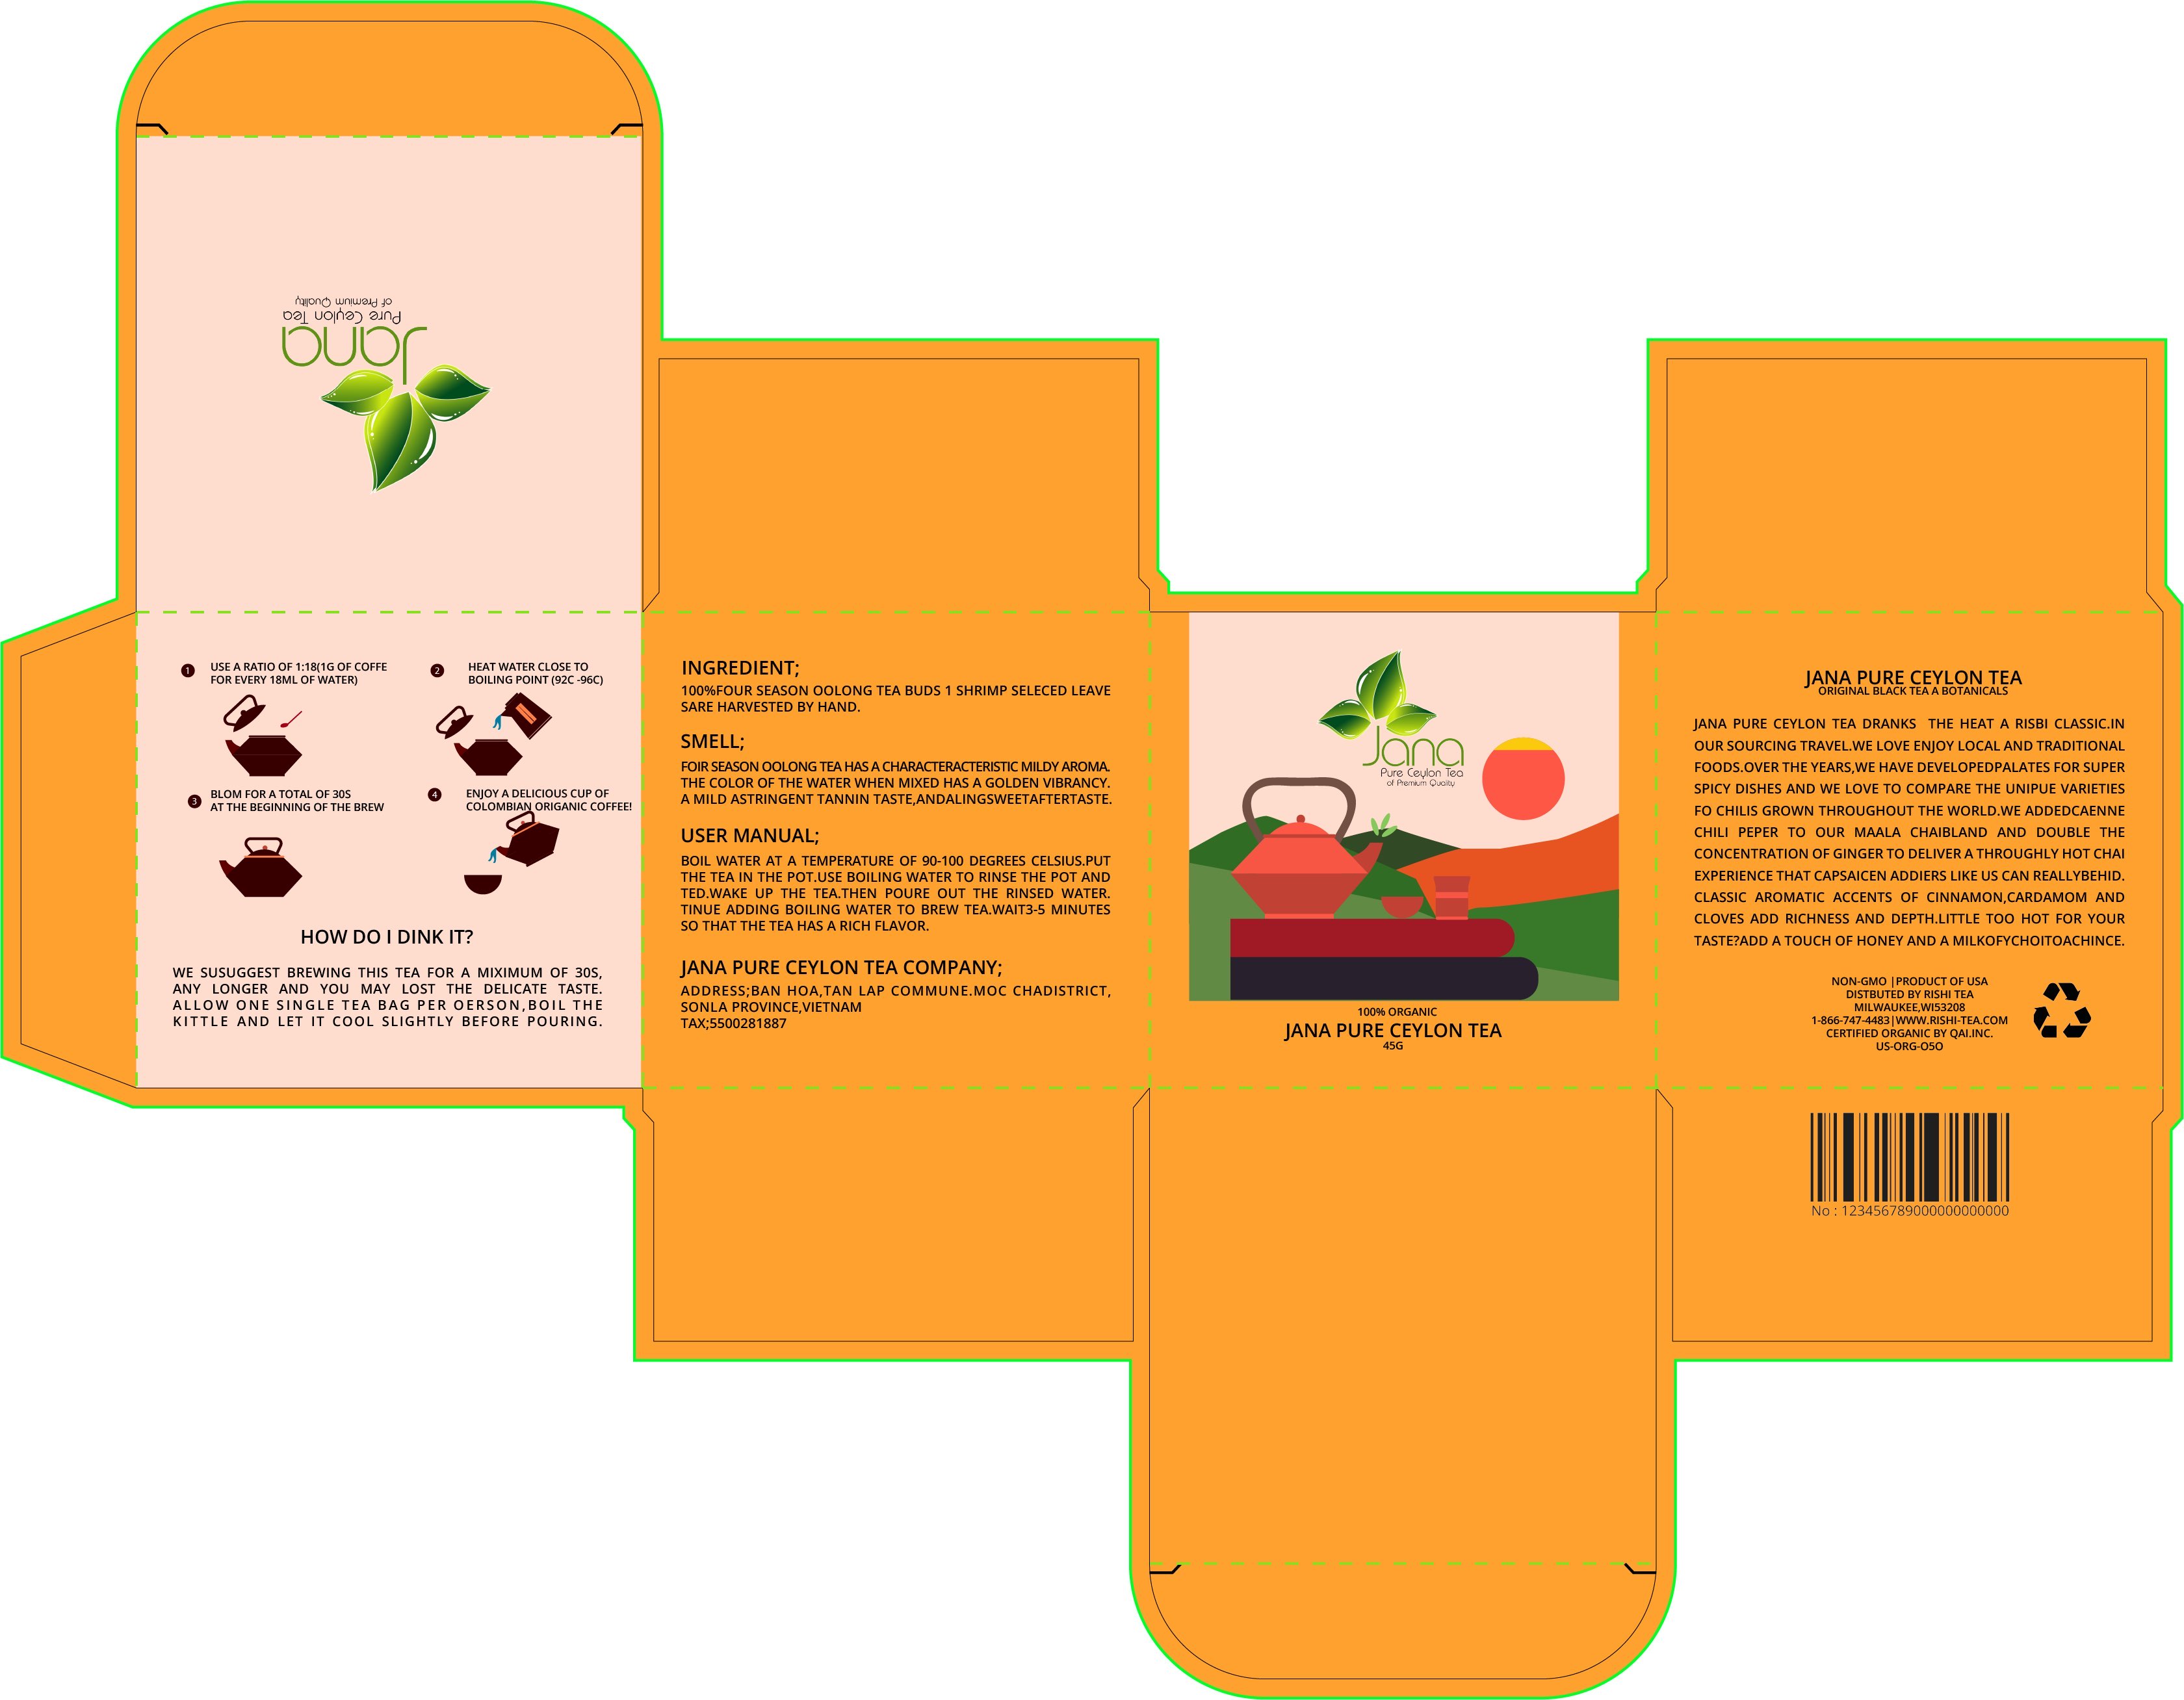 Jana
Pure Ceylon Tea
of Premium Quality
1
USE A RATIO OF 1:18(1G OF COFFE
FOR EVERY 18ML OF WATER)
2
HEAT WATER CLOSE TO
BOILING POINT (92C -96C)
3
BLOM FOR A TOTAL OF 30S
AT THE BEGINNING OF THE BREW
4
ENJOY A DELICIOUS CUP OF
COLOMBIAN ORIGANIC COFFEE!
HOW DO I DINK IT?
WE SUSUGGEST BREWING THIS TEA FOR A MIXIMUM OF 30S,
ANY LONGER AND YOU MAY LOST THE DELICATE TASTE.
ALLOW ONE SINGLE TEA BAG PER OERSON,BOIL THE
KITTLE AND LET IT COOL SLIGHTLY BEFORE POURING.
INGREDIENT;
100%FOUR SEASON OOLONG TEA BUDS 1 SHRIMP SELECED LEAVE
SARE HARVESTED BY HAND.
SMELL;
FOIR SEASON OOLONG TEA HAS A CHARACTERACTERISTIC MILDY AROMA.
THE COLOR OF THE WATER WHEN MIXED HAS A GOLDEN VIBRANCY.
A MILD ASTRINGENT TANNIN TASTE,ANDALINGSWEETAFTERTASTE.
USER MANUAL;
BOIL WATER AT A TEMPERATURE OF 90-100 DEGREES CELSIUS.PUT
THE TEA IN THE POT.USE BOILING WATER TO RINSE THE POT AND
TED.WAKE UP THE TEA.THEN POURE OUT THE RINSED WATER.
TINUE ADDING BOILING WATER TO BREW TEA.WAIT3-5 MINUTES
SO THAT THE TEA HAS A RICH FLAVOR.
JANA PURE CEYLON TEA COMPANY;
ADDRESS;BAN HOA,TAN LAP COMMUNE.MOC CHADISTRICT,
SONLA PROVINCE,VIETNAM
TAX;5500281887
Jana
Pure Ceylon Tea
of Premium Quality
100% ORGANIC
JANA PURE CEYLON TEA
45G
JANA PURE CEYLON TEA
ORIGINAL BLACK TEA A BOTANICALS
JANA PURE CEYLON TEA DRANKS THE HEAT A RISBI CLASSIC.IN
OUR SOURCING TRAVEL.WE LOVE ENJOY LOCAL AND TRADITIONAL
FOODS.OVER THE YEARS,WE HAVE DEVELOPEDPALATES FOR SUPER
SPICY DISHES AND WE LOVE TO COMPARE THE UNIPUE VARIETIES
FO CHILIS GROWN THROUGHOUT THE WORLD.WE ADDEDCAENNE
CHILI PEPER TO OUR MAALA CHAIBLAND AND DOUBLE THE
CONCENTRATION OF GINGER TO DELIVER A THROUGHLY HOT CHAI
EXPERIENCE THAT CAPSAICEN ADDIERS LIKE US CAN REALLYBEHID.
CLASSIC AROMATIC ACCENTS OF CINNAMON,CARDAMOM AND
CLOVES ADD RICHNESS AND DEPTH.LITTLE TOO HOT FOR YOUR
TASTE?ADD A TOUCH OF HONEY AND A MILKOFYCHOITOACHINCE.
NON-GMO |PRODUCT OF USA
DISTBUTED BY RISHI TEA
MILWAUKEE,WI53208
1-866-747-4483|WWW.RISHI-TEA.COM
CERTIFIED ORGANIC BY QAI.INC.
US-ORG-O5O
No : 123456789000000000000